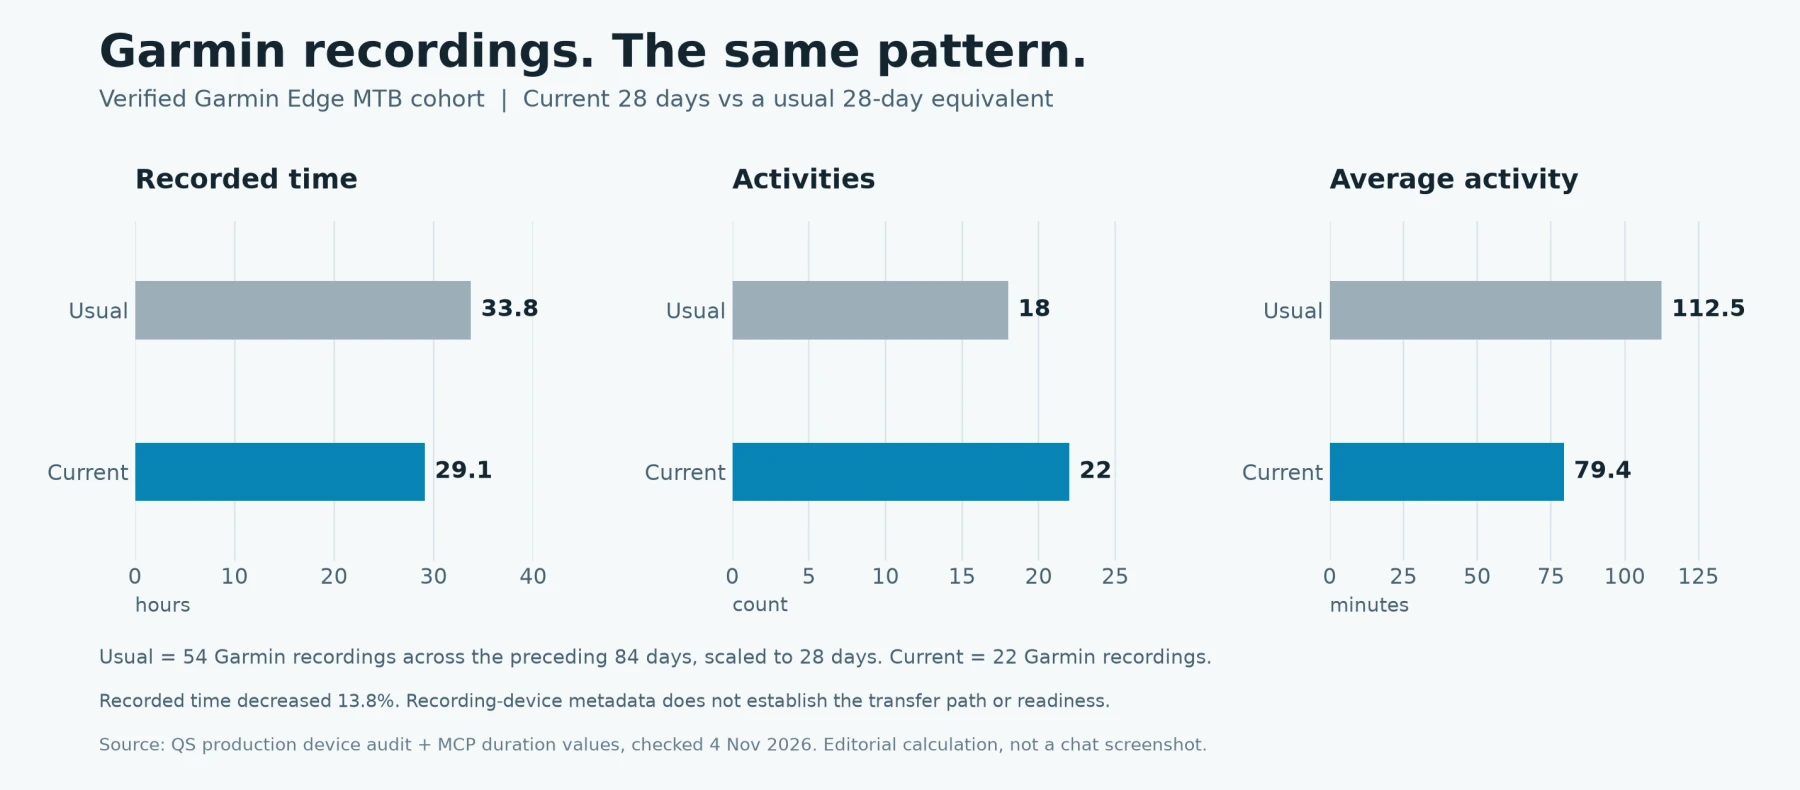 Garmin recordings. The same pattern.
Verified Garmin Edge MTB cohort | Current 28 days vs a usual 28-day equivalent
Recorded time
Usual
33.8
Current
29.1
0 10 20 30 40
hours
Activities
Usual
18
Current
22
0 5 10 15 20 25
count
Average activity
Usual
112.5
Current
79.4
0 25 50 75 100 125
minutes
Usual = 54 Garmin recordings across the preceding 84 days, scaled to 28 days. Current = 22 Garmin recordings.
Recorded time decreased 13.8%. Recording-device metadata does not establish the transfer path or readiness.
Source: QS production device audit + MCP duration values, checked 4 Nov 2026. Editorial calculation, not a chat screenshot.